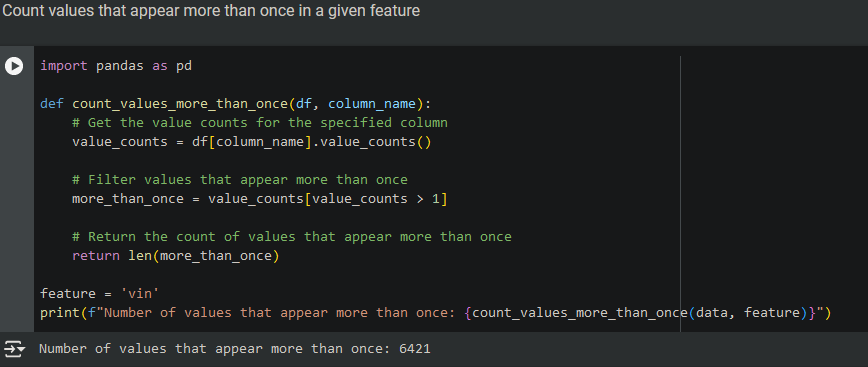 Count values that appear more than once in a given feature
import pandas as pd
def count_values_more_than_once(df, column_name):
# Get the value counts for the specified column
value_counts = df[column_name].value_counts()
# Filter values that appear more than once
more_than_once = value_counts[value_counts > 1]
# Return the count of values that appear more than once
return len(more_than_once)
feature = 'vin'
print(f"Number of values that appear more than once: {count_values_more_than_once(data, feature)}")
Number of values that appear more than once: 6421